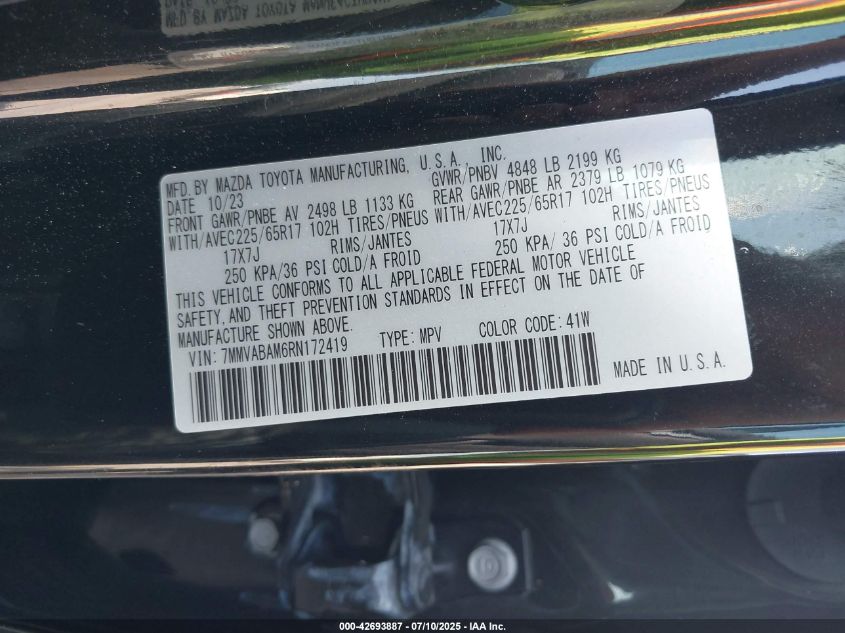 MFD BY MAZDA TOYOTA
MFD. BY MAZDA TOYOTA MANUFACTURING, U.S.A., INC.
DATE 10/23 GVWR/PNBV 4848 LB 2199 KG
FRONT GAWR/PNBE AV 2498 LB 1133 KG REAR GAWR/PNBE AR 2379 LB 1079 KG
WITH/AVEC225/65R17 102H TIRES/PNEUS WITH/AVEC225/65R17 102H TIRES/PNEUS
17X7J RIMS/JANTES 17X7J RIMS/JANTES
250 KPA/36 PSI COLD/A FROID 250 KPA/ 36 PSI COLD/A FROID
THIS VEHICLE CONFORMS TO ALL APPLICABLE FEDERAL MOTOR VEHICLE
SAFETY, AND THEFT PREVENTION STANDARDS IN EFFECT ON THE DATE OF
MANUFACTURE SHOWN ABOVE.
VIN: 7MMVABAM6RN172419 TYPE: MPV COLOR CODE: 41W
MADE IN U.S.A.
000-42693887 - 07/10/2025 - IAA Inc.